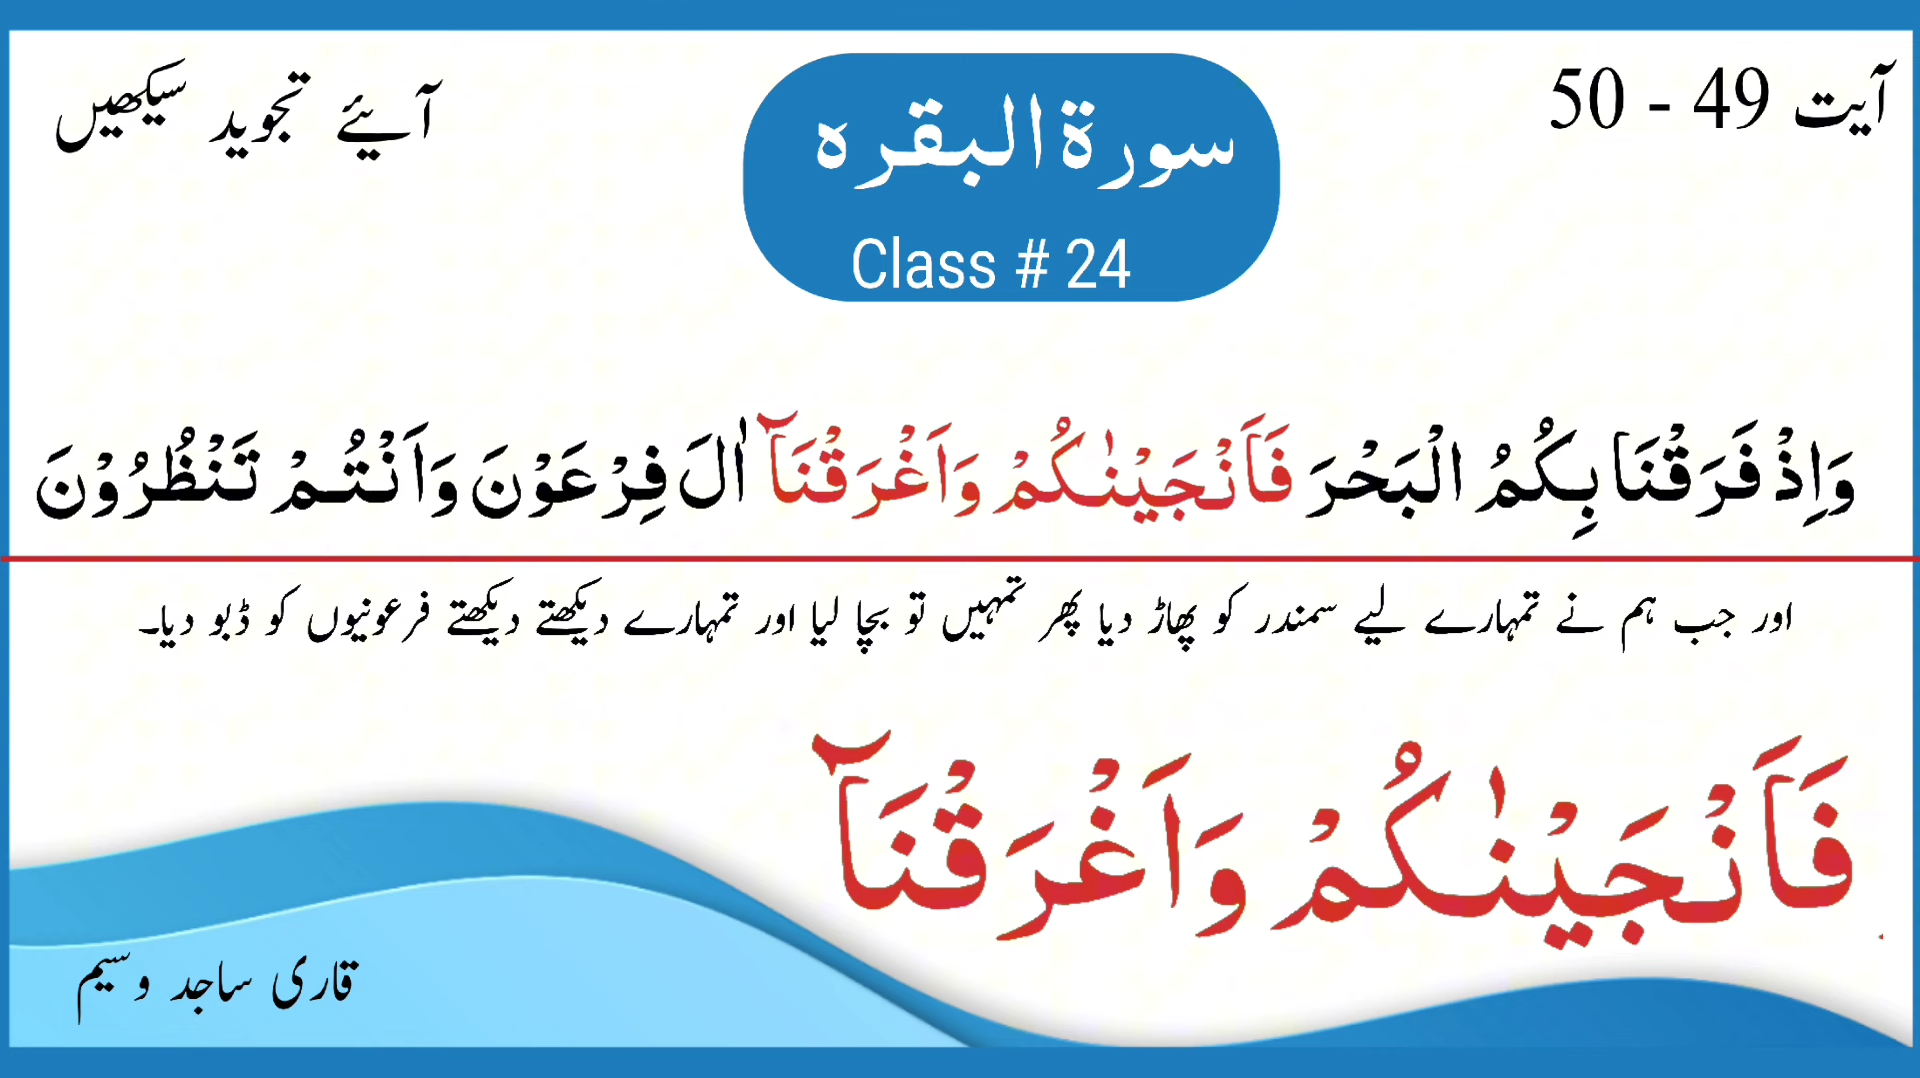 آیت 49 - 50
سورۃ البقرہ
آیئے تجوید سیکھیں
Class # 24
وَاِذْ فَرَقْنَا بِكُمُ الْبَحْرَ فَاَنْجَيْنٰكُمْ وَاَغْرَقْنَآ اٰلَ فِرْعَوْنَ وَاَنْتُمْ تَنْظُرُوْنَ
اور جب ہم نے تمہارے لیے سمندر کو پھاڑ دیا پھر تمہیں تو بچا لیا اور تمہارے دیکھتے دیکھتے فرعونیوں کو ڈبو دیا۔
فَاَنْجَيْنٰكُمْ وَاَغْرَقْنَآ
قاری ساجد وسیم